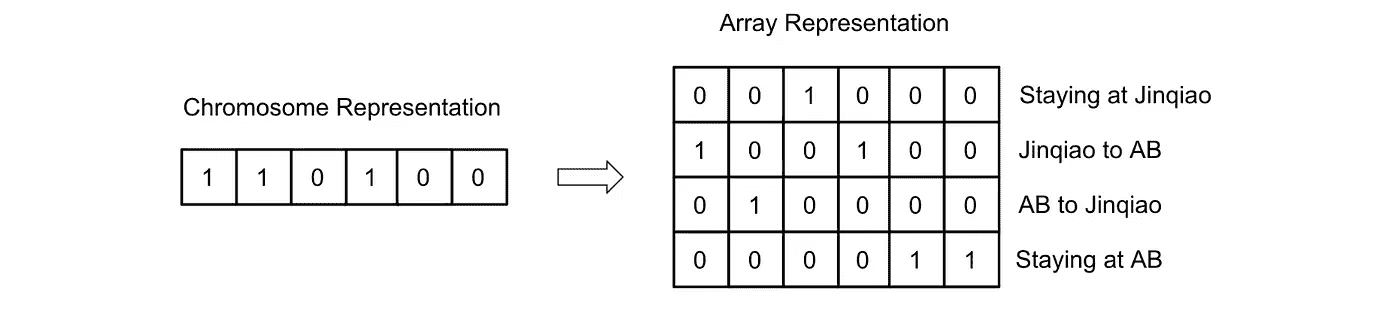 Array Representation
Chromosome Representation
1 1 0 1 0 0
0 0 1 0 0 0 Staying at Jinqiao
1 0 0 1 0 0 Jinqiao to AB
0 1 0 0 0 0 AB to Jinqiao
0 0 0 0 1 1 Staying at AB